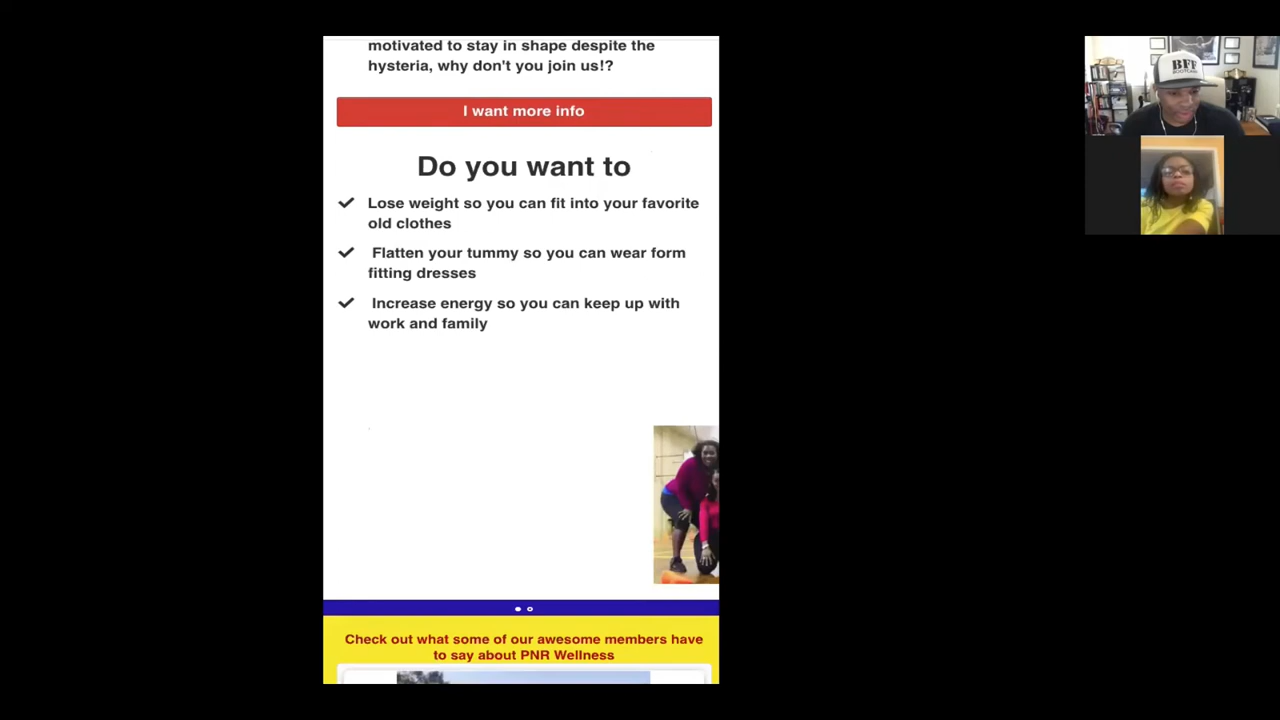 motivated to stay in shape despite the
hysteria, why don't you join us!?
I want more info
Do you want to
Lose weight so you can fit into your favorite
old clothes
Flatten your tummy so you can wear form
fitting dresses
Increase energy so you can keep up with
work and family
Check out what some of our awesome members have
to say about PNR Wellness
BFF
BOOTCAMP